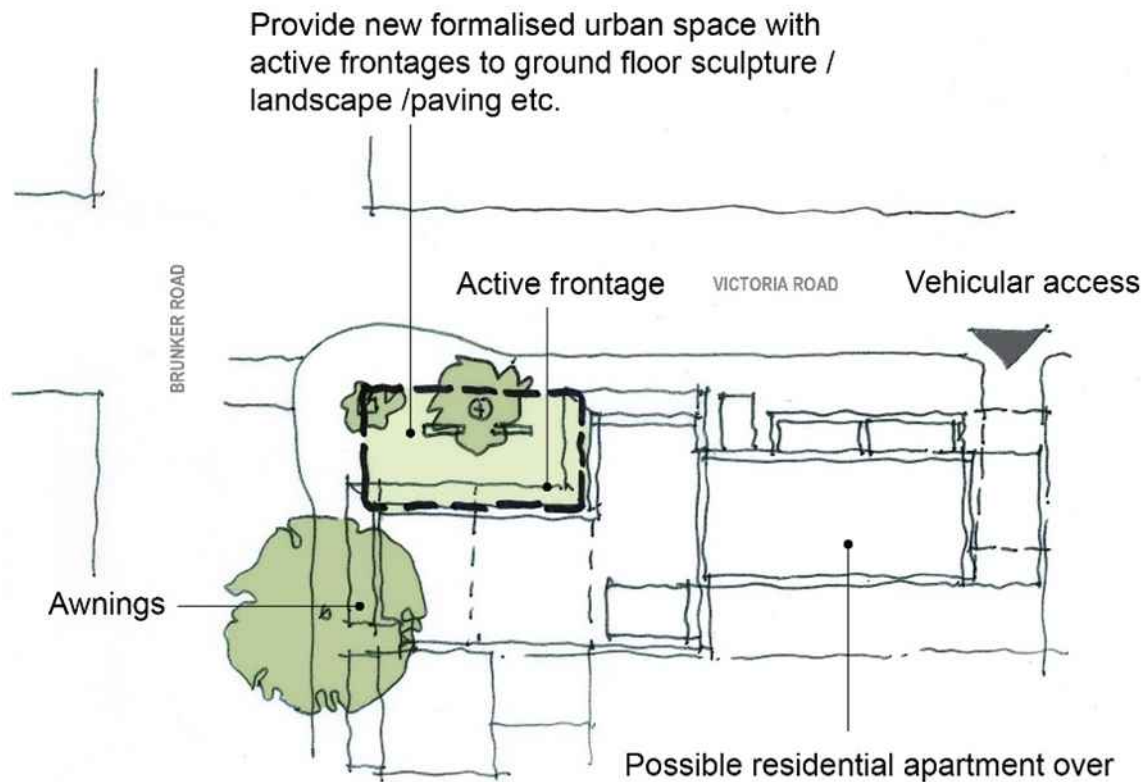 Provide new formalised urban space with
active frontages to ground floor sculpture /
landscape /paving etc.
BRUNKER ROAD
Active frontage
VICTORIA ROAD
Vehicular access
Awnings
Possible residential apartment over